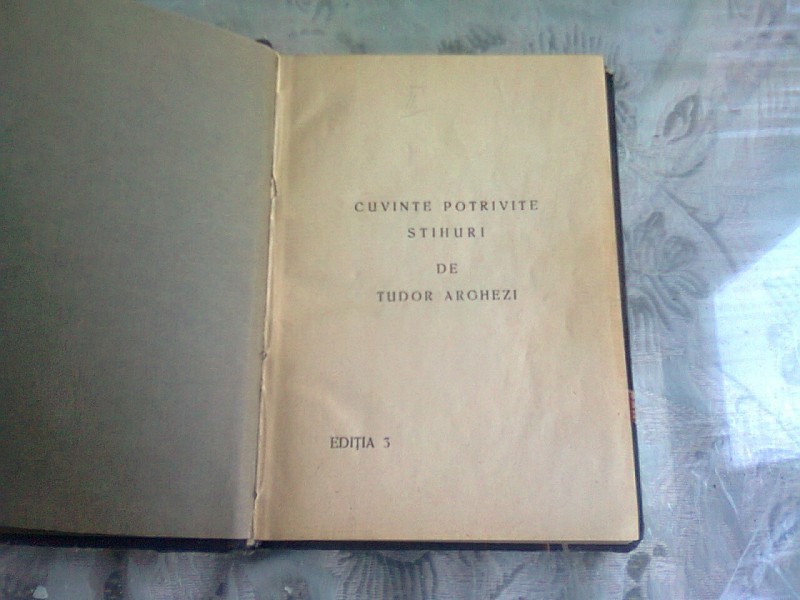 CUVINTE POTRIVITE
STIHURI
DE
TUDOR ARGHEZI
EDIȚIA 3